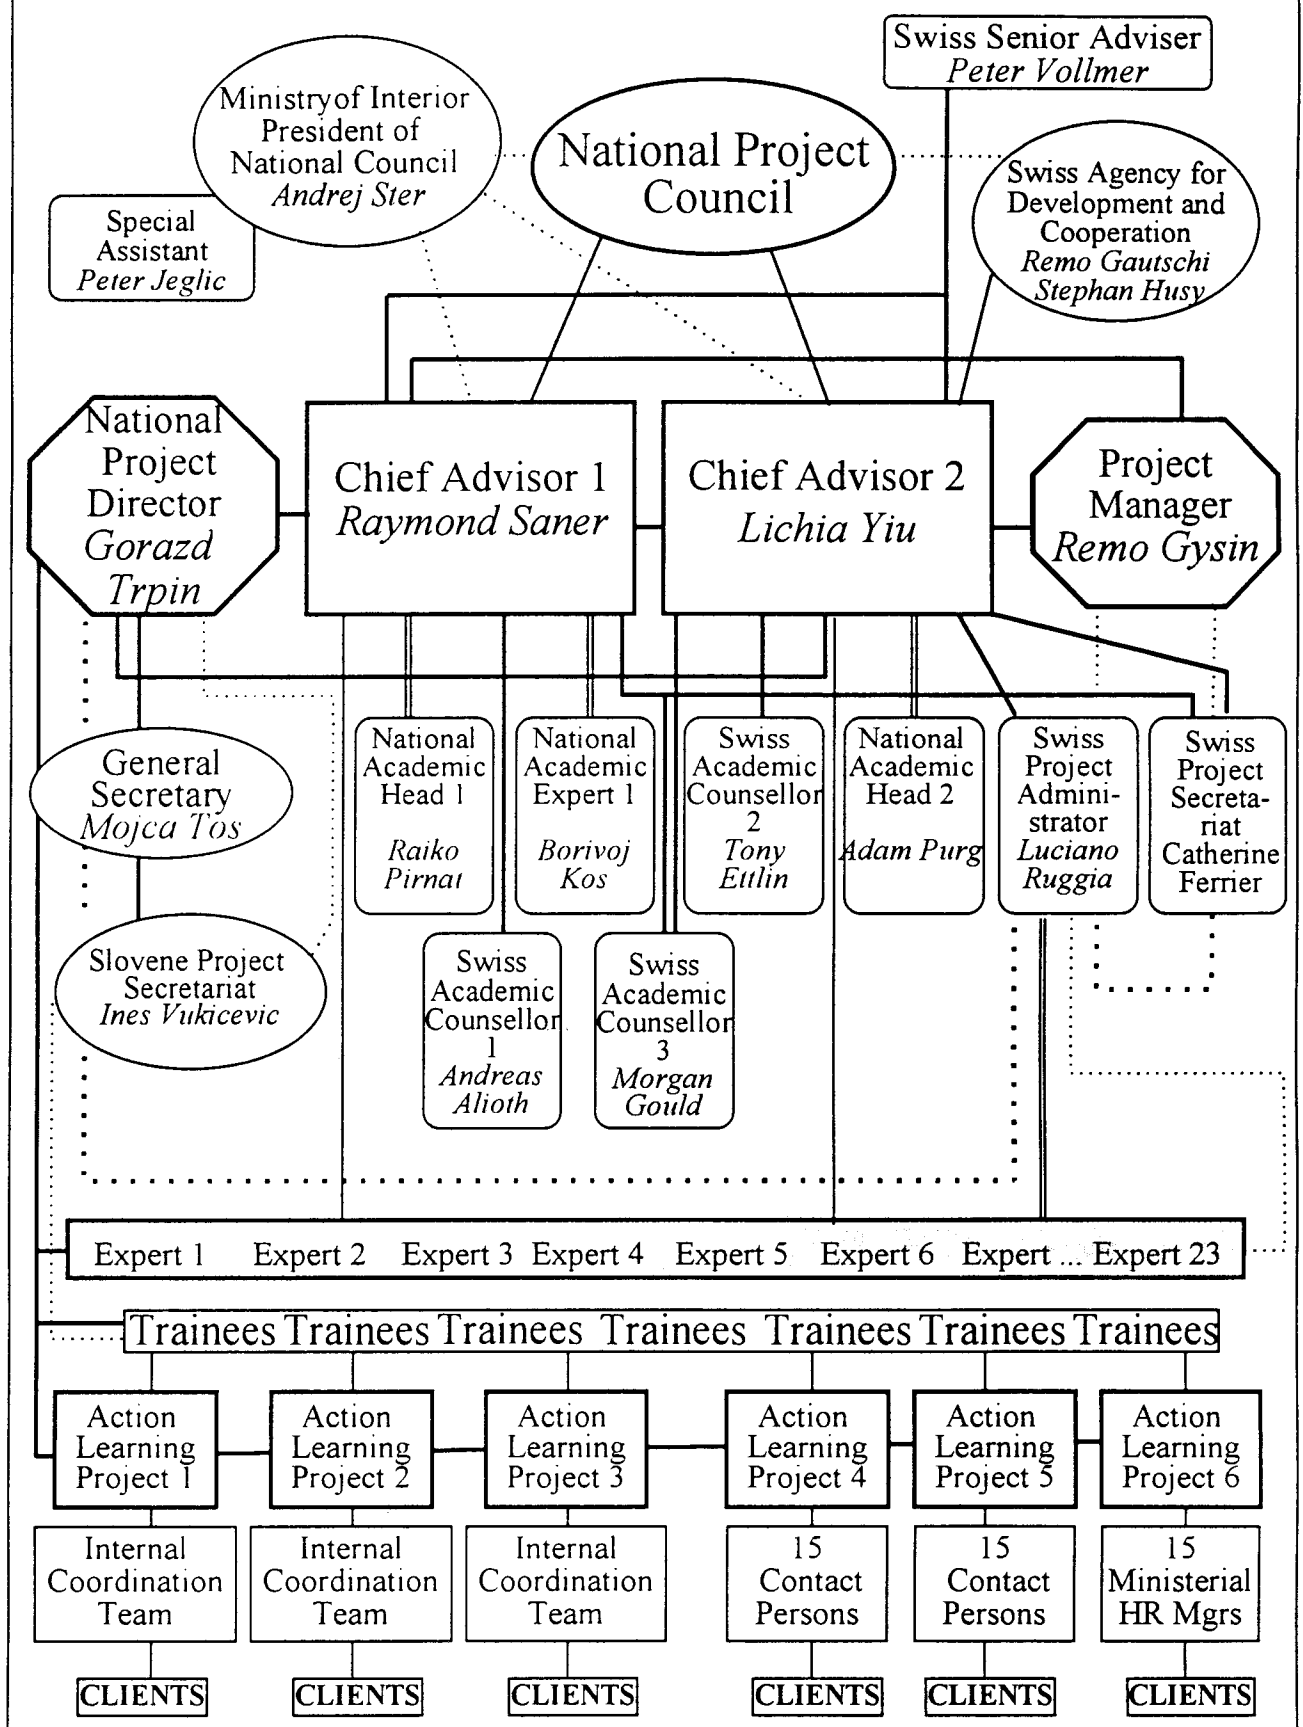 Swiss Senior Adviser
Peter Vollmer
Ministryof Interior
President of
National Council
Andrej Ster
National Project
Council
Swiss Agency for
Development and
Cooperation
Remo Gautschi
Stephan Husy
Special
Assistant
Peter Jeglic
National
Project
Director
Gorazd
Trpin
Chief Advisor 1
Raymond Saner
Chief Advisor 2
Lichia Yiu
Project
Manager
Remo Gysin
General
Secretary
Mojca Tos
National
Academic
Head 1
Raiko
Pirnat
National
Academic
Expert 1
Borivoj
Kos
Swiss
Academic
Counsellor
2
Tony
Ettlin
National
Academic
Head 2
Adam Purg
Swiss
Project
Admini-
strator
Luciano
Ruggia
Swiss
Project
Secreta-
riat
Catherine
Ferrier
Slovene Project
Secretariat
Ines Vukicevic
Swiss
Academic
Counsellor
1
Andreas
Alioth
Swiss
Academic
Counsellor
3
Morgan
Gould
Expert 1 Expert 2 Expert 3 Expert 4 Expert 5 Expert 6 Expert ... Expert 23
Trainees Trainees Trainees Trainees Trainees Trainees Trainees
Action
Learning
Project 1
Action
Learning
Project 2
Action
Learning
Project 3
Action
Learning
Project 4
Action
Learning
Project 5
Action
Learning
Project 6
Internal
Coordination
Team
Internal
Coordination
Team
Internal
Coordination
Team
15
Contact
Persons
15
Contact
Persons
15
Ministerial
HR Mgrs
CLIENTS
CLIENTS
CLIENTS
CLIENTS
CLIENTS
CLIENTS